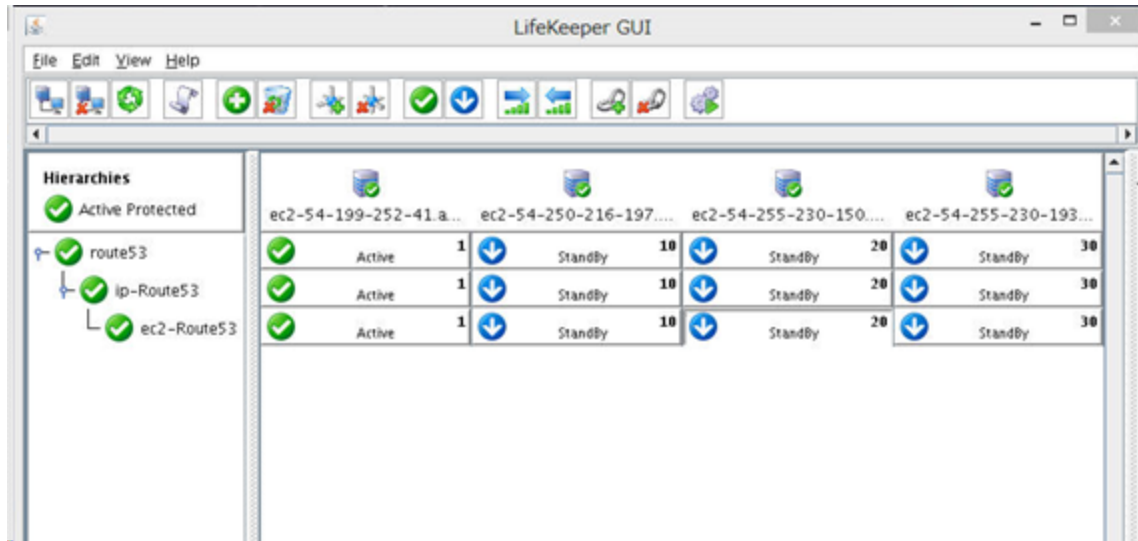 LifeKeeper GUI
File Edit View Help
Hierarchies
Active Protected
ec2-54-199-252-41.a... ec2-54-250-216-197.... ec2-54-255-230-150.... ec2-54-255-230-193...
route53 Active 1 StandBy 10 StandBy 20 StandBy 30
ip-Route53 Active 1 StandBy 10 StandBy 20 StandBy 30
ec2-Route53 Active 1 StandBy 10 StandBy 20 StandBy 30